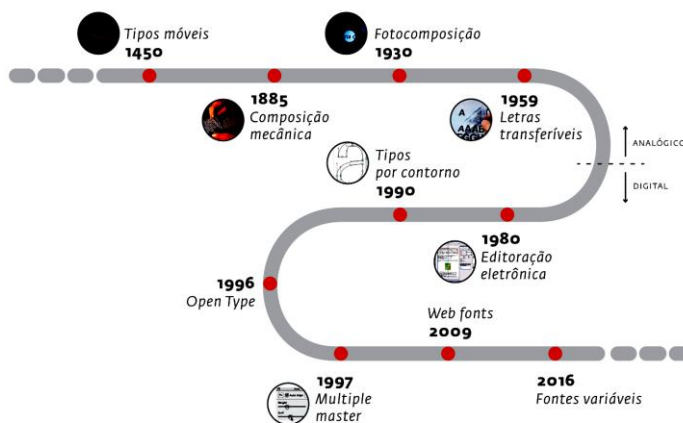 Tipos móveis
1450
Fotocomposição
1930
1885
Composição
mecânica
1959
Letras
transferíveis
ANALÓGICO
DIGITAL
Tipos
por contorno
1990
1980
Editoração
eletrônica
1996
Open Type
Web fonts
2009
1997
Multiple
master
2016
Fontes variáveis